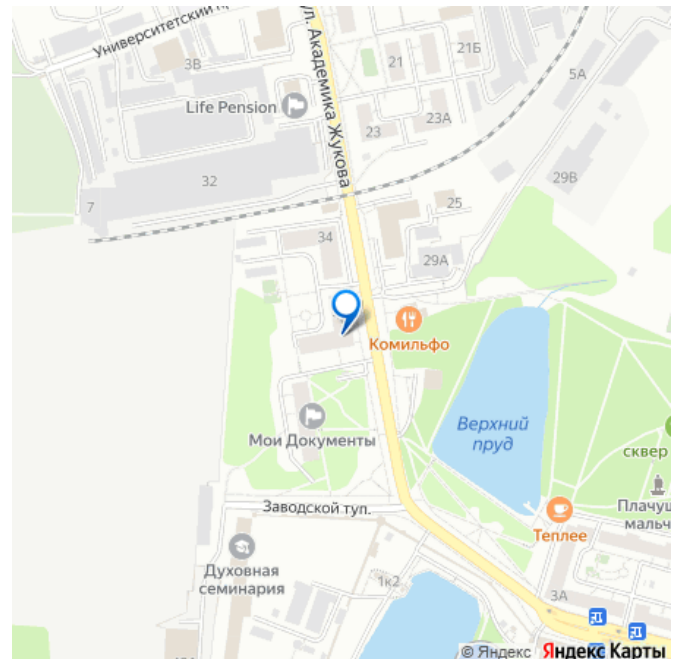 Университетский
ул. Академика Жукова
3В
21
21Б
5А
Life Pension
23
23А
29В
32
7
25
34
29А
Комильфо
Верхний
пруд
сквер
Мои Документы
Заводской туп.
Теплее
Духовная
семинария
1к2
3А
© Яндекс Яндекс Карты